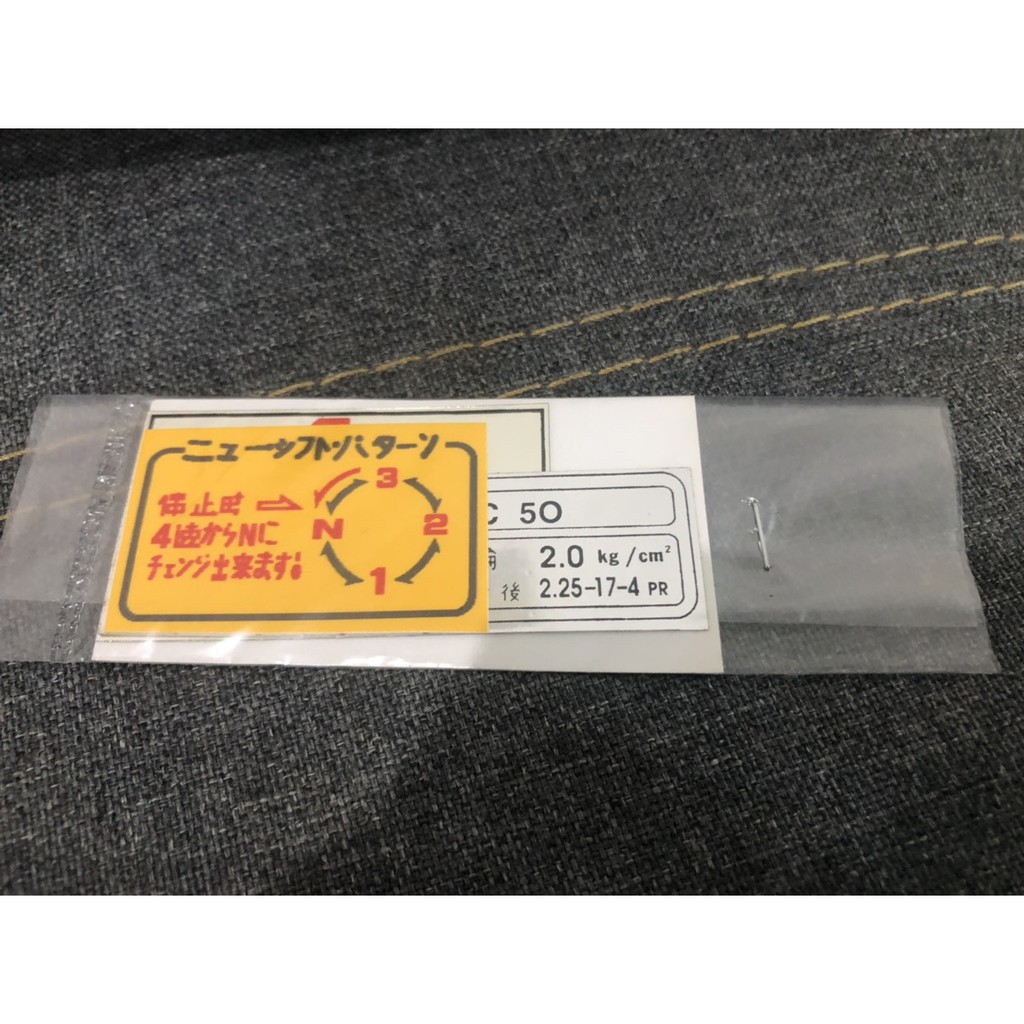 ニューシフト・パターン
停止時 ⇒
4速からNに
チェンジ出来ます!
3
N
2
1
C 50
輪 2.0 kg/cm²
後 2.25-17-4 PR